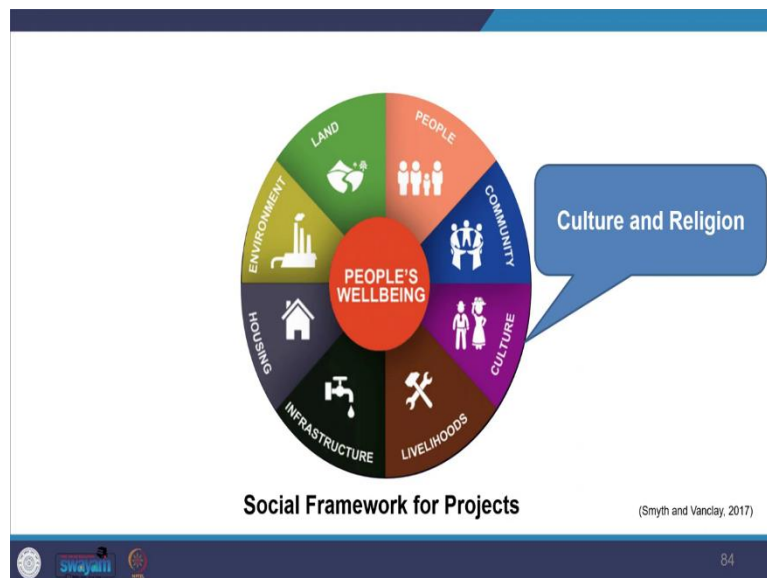 LAND
PEOPLE
ENVIRONMENT
COMMUNITY
Culture and Religion
PEOPLE'S
WELLBEING
HOUSING
CULTURE
INFRASTRUCTURE
LIVELIHOODS
Social Framework for Projects
(Smyth and Vanclay, 2017)
swayam
84